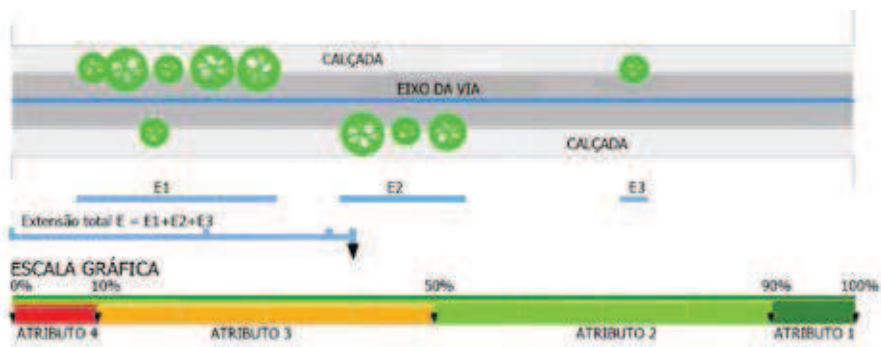 CALÇADA
EIXO DA VIA
CALÇADA
E1 E2 E3
Extensão total E = E1+E2+E3
ESCALA GRÁFICA
0% 10% 50% 90% 100%
ATRIBUTO 4 ATRIBUTO 3 ATRIBUTO 2 ATRIBUTO 1